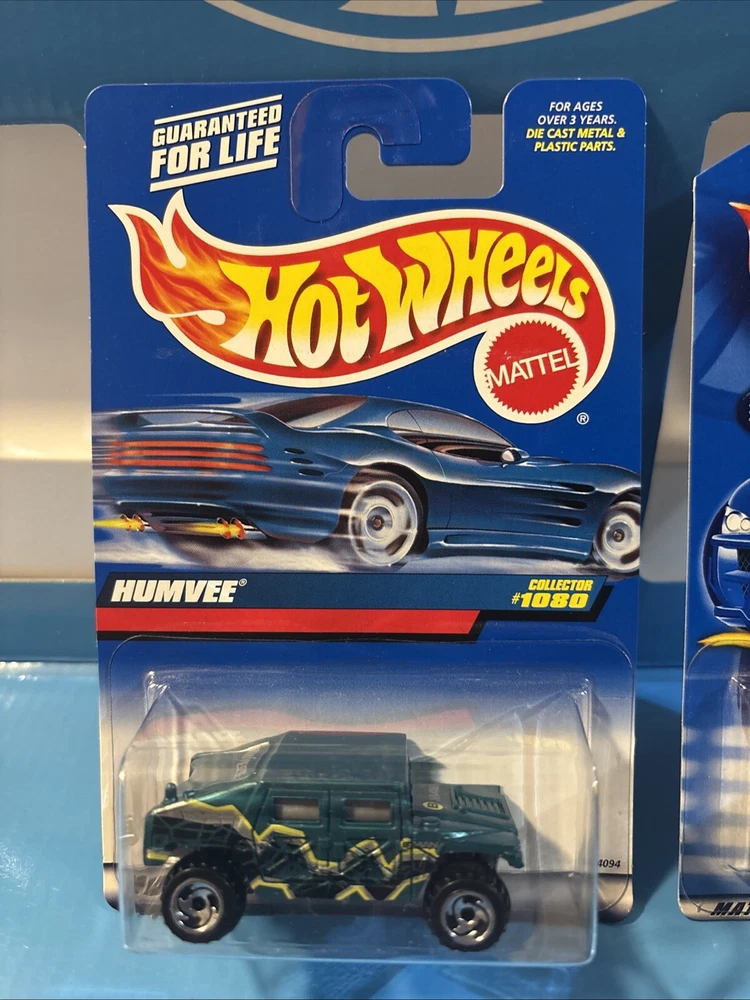 GUARANTEED
FOR LIFE
FOR AGES
OVER 3 YEARS.
DIE CAST METAL &
PLASTIC PARTS.
HOT WHEELS
MATTEL
®
HUMVEE®
COLLECTOR
#1080
4094